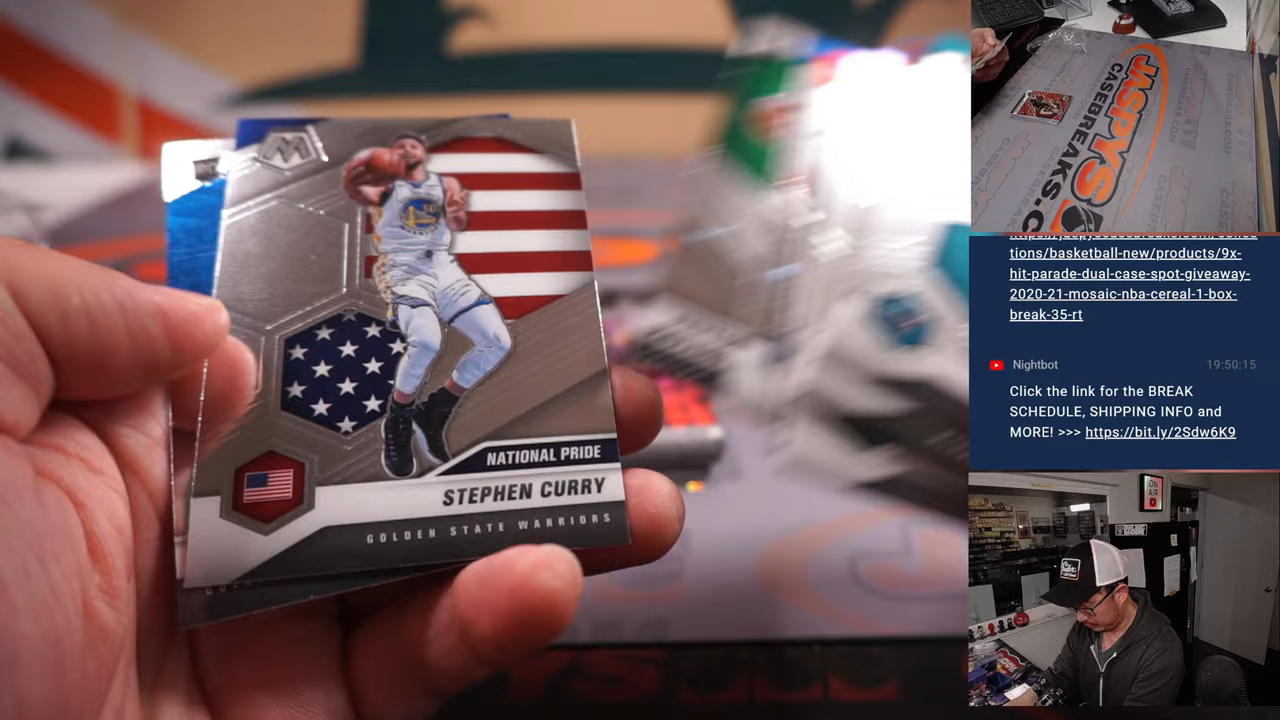 M
30
NATIONAL PRIDE
STEPHEN CURRY
GOLDEN STATE WARRIORS
JASPYS
CASEBREAKS.C
tions/basketball-new/products/9x-
hit-parade-dual-case-spot-giveaway-
2020-21-mosaic-nba-cereal-1-box-
break-35-rt
Nightbot
19:50:15
Click the link for the BREAK
SCHEDULE, SHIPPING INFO and
MORE! >>> https://bit.ly/2Sdw6K9
ON
AIR